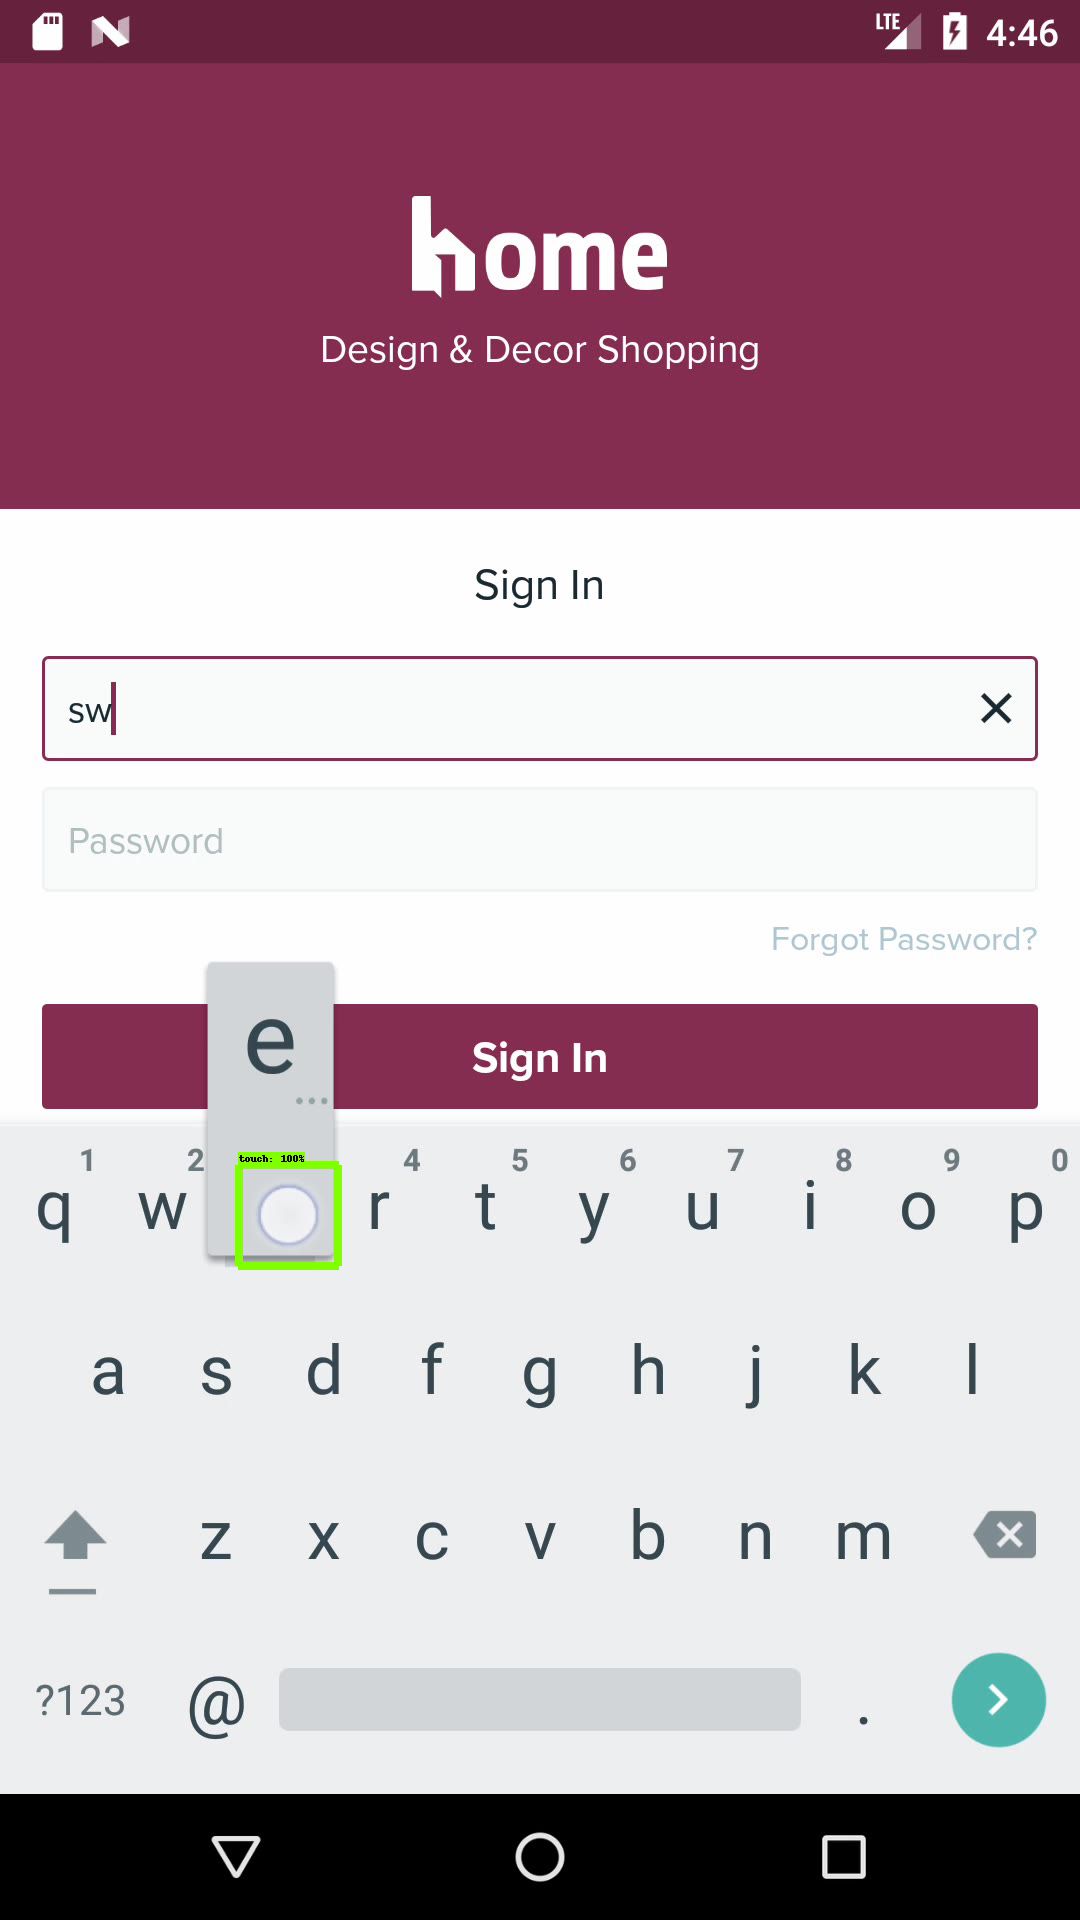 LTE 4:46
home
Design & Decor Shopping
Sign In
sw
Password
Forgot Password?
Sign In
e
...
touch: 100%
1 2 4 5 6 7 8 9 0
q w r t y u i o p
a s d f g h j k l
z x c v b n m
?123 @ .